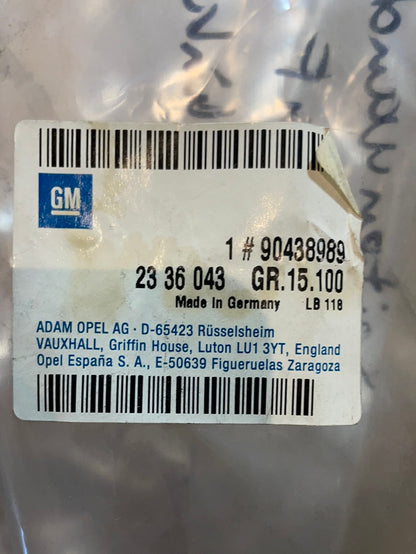 GM
1 # 90438989
23 36 043 GR.15.100
Made in Germany LB 118
ADAM OPEL AG · D-65423 Rüsselsheim
VAUXHALL, Griffin House, Luton LU1 3YT, England
Opel España S. A., E-50639 Figueruelas Zaragoza